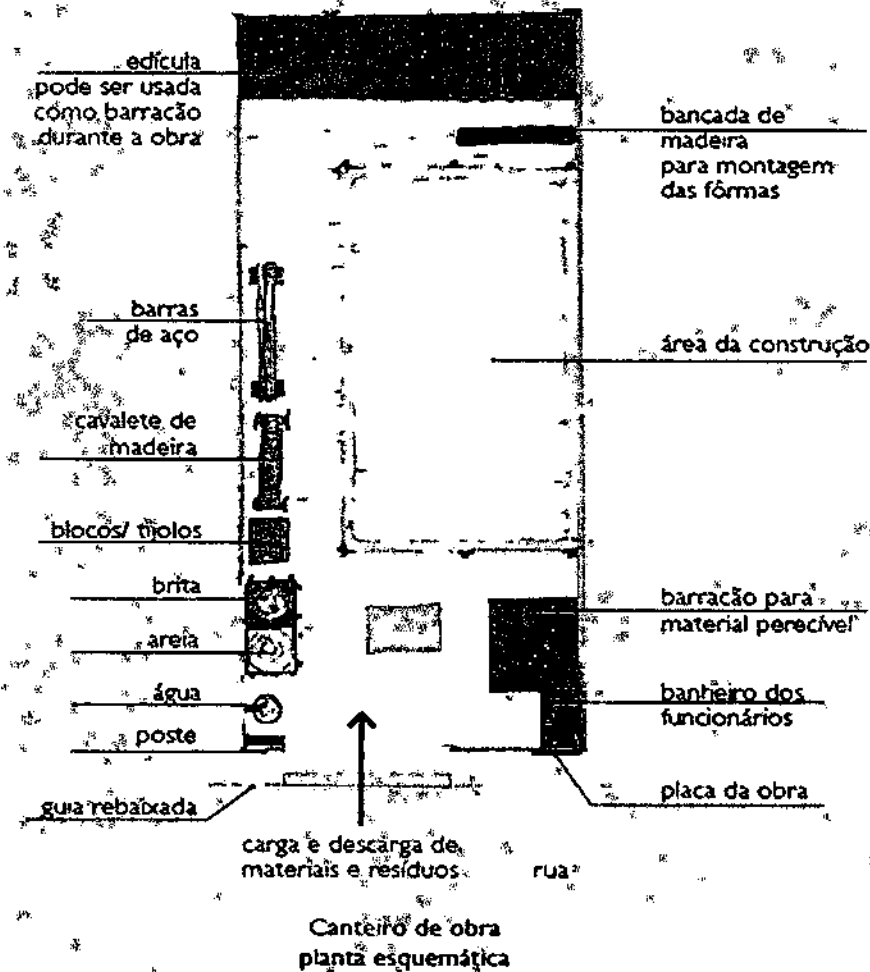 edícula
pode ser usada
como barracão
durante a obra
barras
de aço
cavalete de
madeira
blocos/ tijolos
brita
areia
água
poste
guia rebaixada
bancada de
madeira
para montagem
das fôrmas
área da construção
barracão para
material perecível
banheiro dos
funcionários
placa da obra
carga e descarga de
materiais e resíduos
rua
Canteiro de obra
planta esquemática